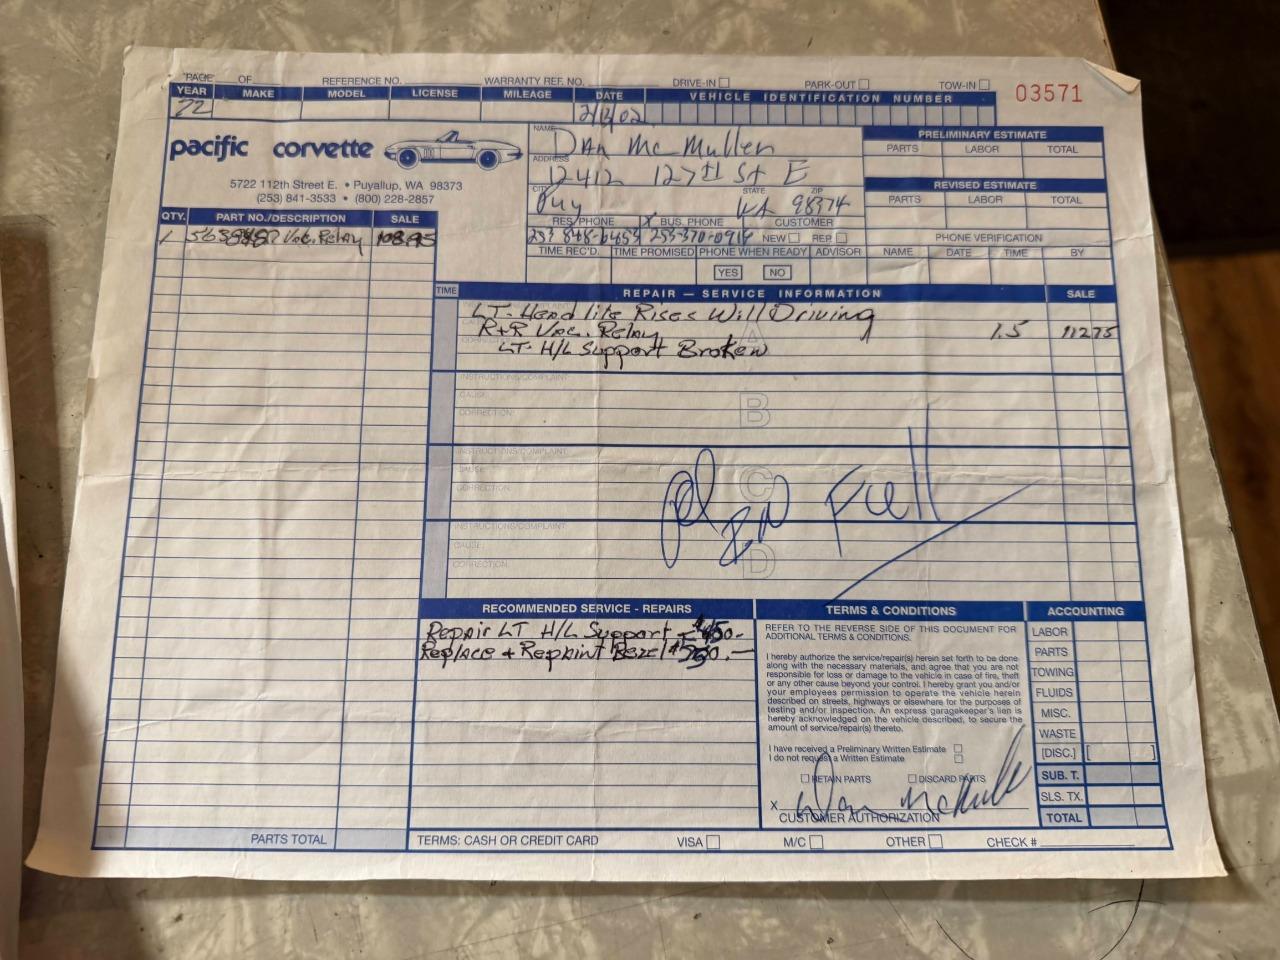 "PAGE OF REFERENCE NO. WARRANTY REF. NO. DRIVE-IN PARK-OUT TOW-IN 03571
YEAR MAKE MODEL LICENSE MILEAGE DATE VEHICLE IDENTIFICATION NUMBER
22
pacific corvette
5722 112th Street E. • Puyallup, WA 98373
(253) 841-3533 • (800) 228-2857
NAME Dan McMullen
ADDRESS 12412 127th St E
CITY Puy STATE WA ZIP 98374
RES. PHONE X BUS. PHONE CUSTOMER
253 848-6453 253-370-0914 NEW REP.
TIME REC'D. TIME PROMISED PHONE WHEN READY ADVISOR
YES NO
PRELIMINARY ESTIMATE
PARTS LABOR TOTAL
REVISED ESTIMATE
PARTS LABOR TOTAL
PHONE VERIFICATION
NAME DATE TIME BY
QTY. PART NO./DESCRIPTION SALE
1 Vac. Relay 108.95
TIME REPAIR — SERVICE INFORMATION SALE
LT-Head lite Rises Will Driving
R+R Vac. Relay 1.5 11275
LT- H/L Support Broken
A
INSTRUCTIONS/COMPLAINT:
CAUSE: B
CORRECTION:
INSTRUCTIONS/COMPLAINT:
CAUSE: C
CORRECTION:
INSTRUCTIONS/COMPLAINT:
CAUSE: D
CORRECTION:
pd IN Full
RECOMMENDED SERVICE - REPAIRS
Repair LT H/L Support
Replace + Repaint Bezel
TERMS & CONDITIONS
REFER TO THE REVERSE SIDE OF THIS DOCUMENT FOR
ADDITIONAL TERMS & CONDITIONS.
I hereby authorize the service/repair(s) herein set forth to be done
along with the necessary materials, and agree that you are not
responsible for loss or damage to the vehicle in case of fire, theft
or any other cause beyond your control. I hereby grant you and/or
your employees permission to operate the vehicle herein
described on streets, highways or elsewhere for the purposes of
testing and/or inspection. An express garagekeeper's lien is
hereby acknowledged on the vehicle described, to secure the
amount of service/repair(s) thereto.
I have received a Preliminary Written Estimate
I do not request a Written Estimate
RETAIN PARTS DISCARD PARTS
X Dan McMullen
CUSTOMER AUTHORIZATION
ACCOUNTING
LABOR
PARTS
TOWING
FLUIDS
MISC.
WASTE
[DISC.] [ ]
SUB. T.
SLS. TX.
TOTAL
PARTS TOTAL
TERMS: CASH OR CREDIT CARD VISA M/C OTHER CHECK #